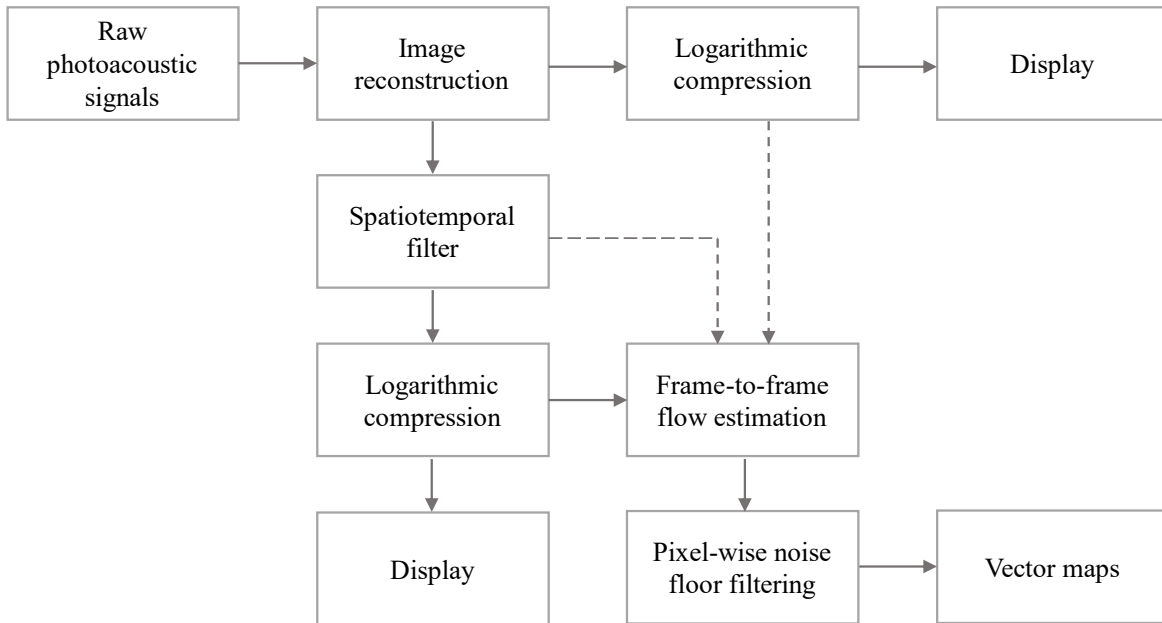 Raw
photoacoustic
signals
Image
reconstruction
Logarithmic
compression
Display
Spatiotemporal
filter
Logarithmic
compression
Frame-to-frame
flow estimation
Display
Pixel-wise noise
floor filtering
Vector maps